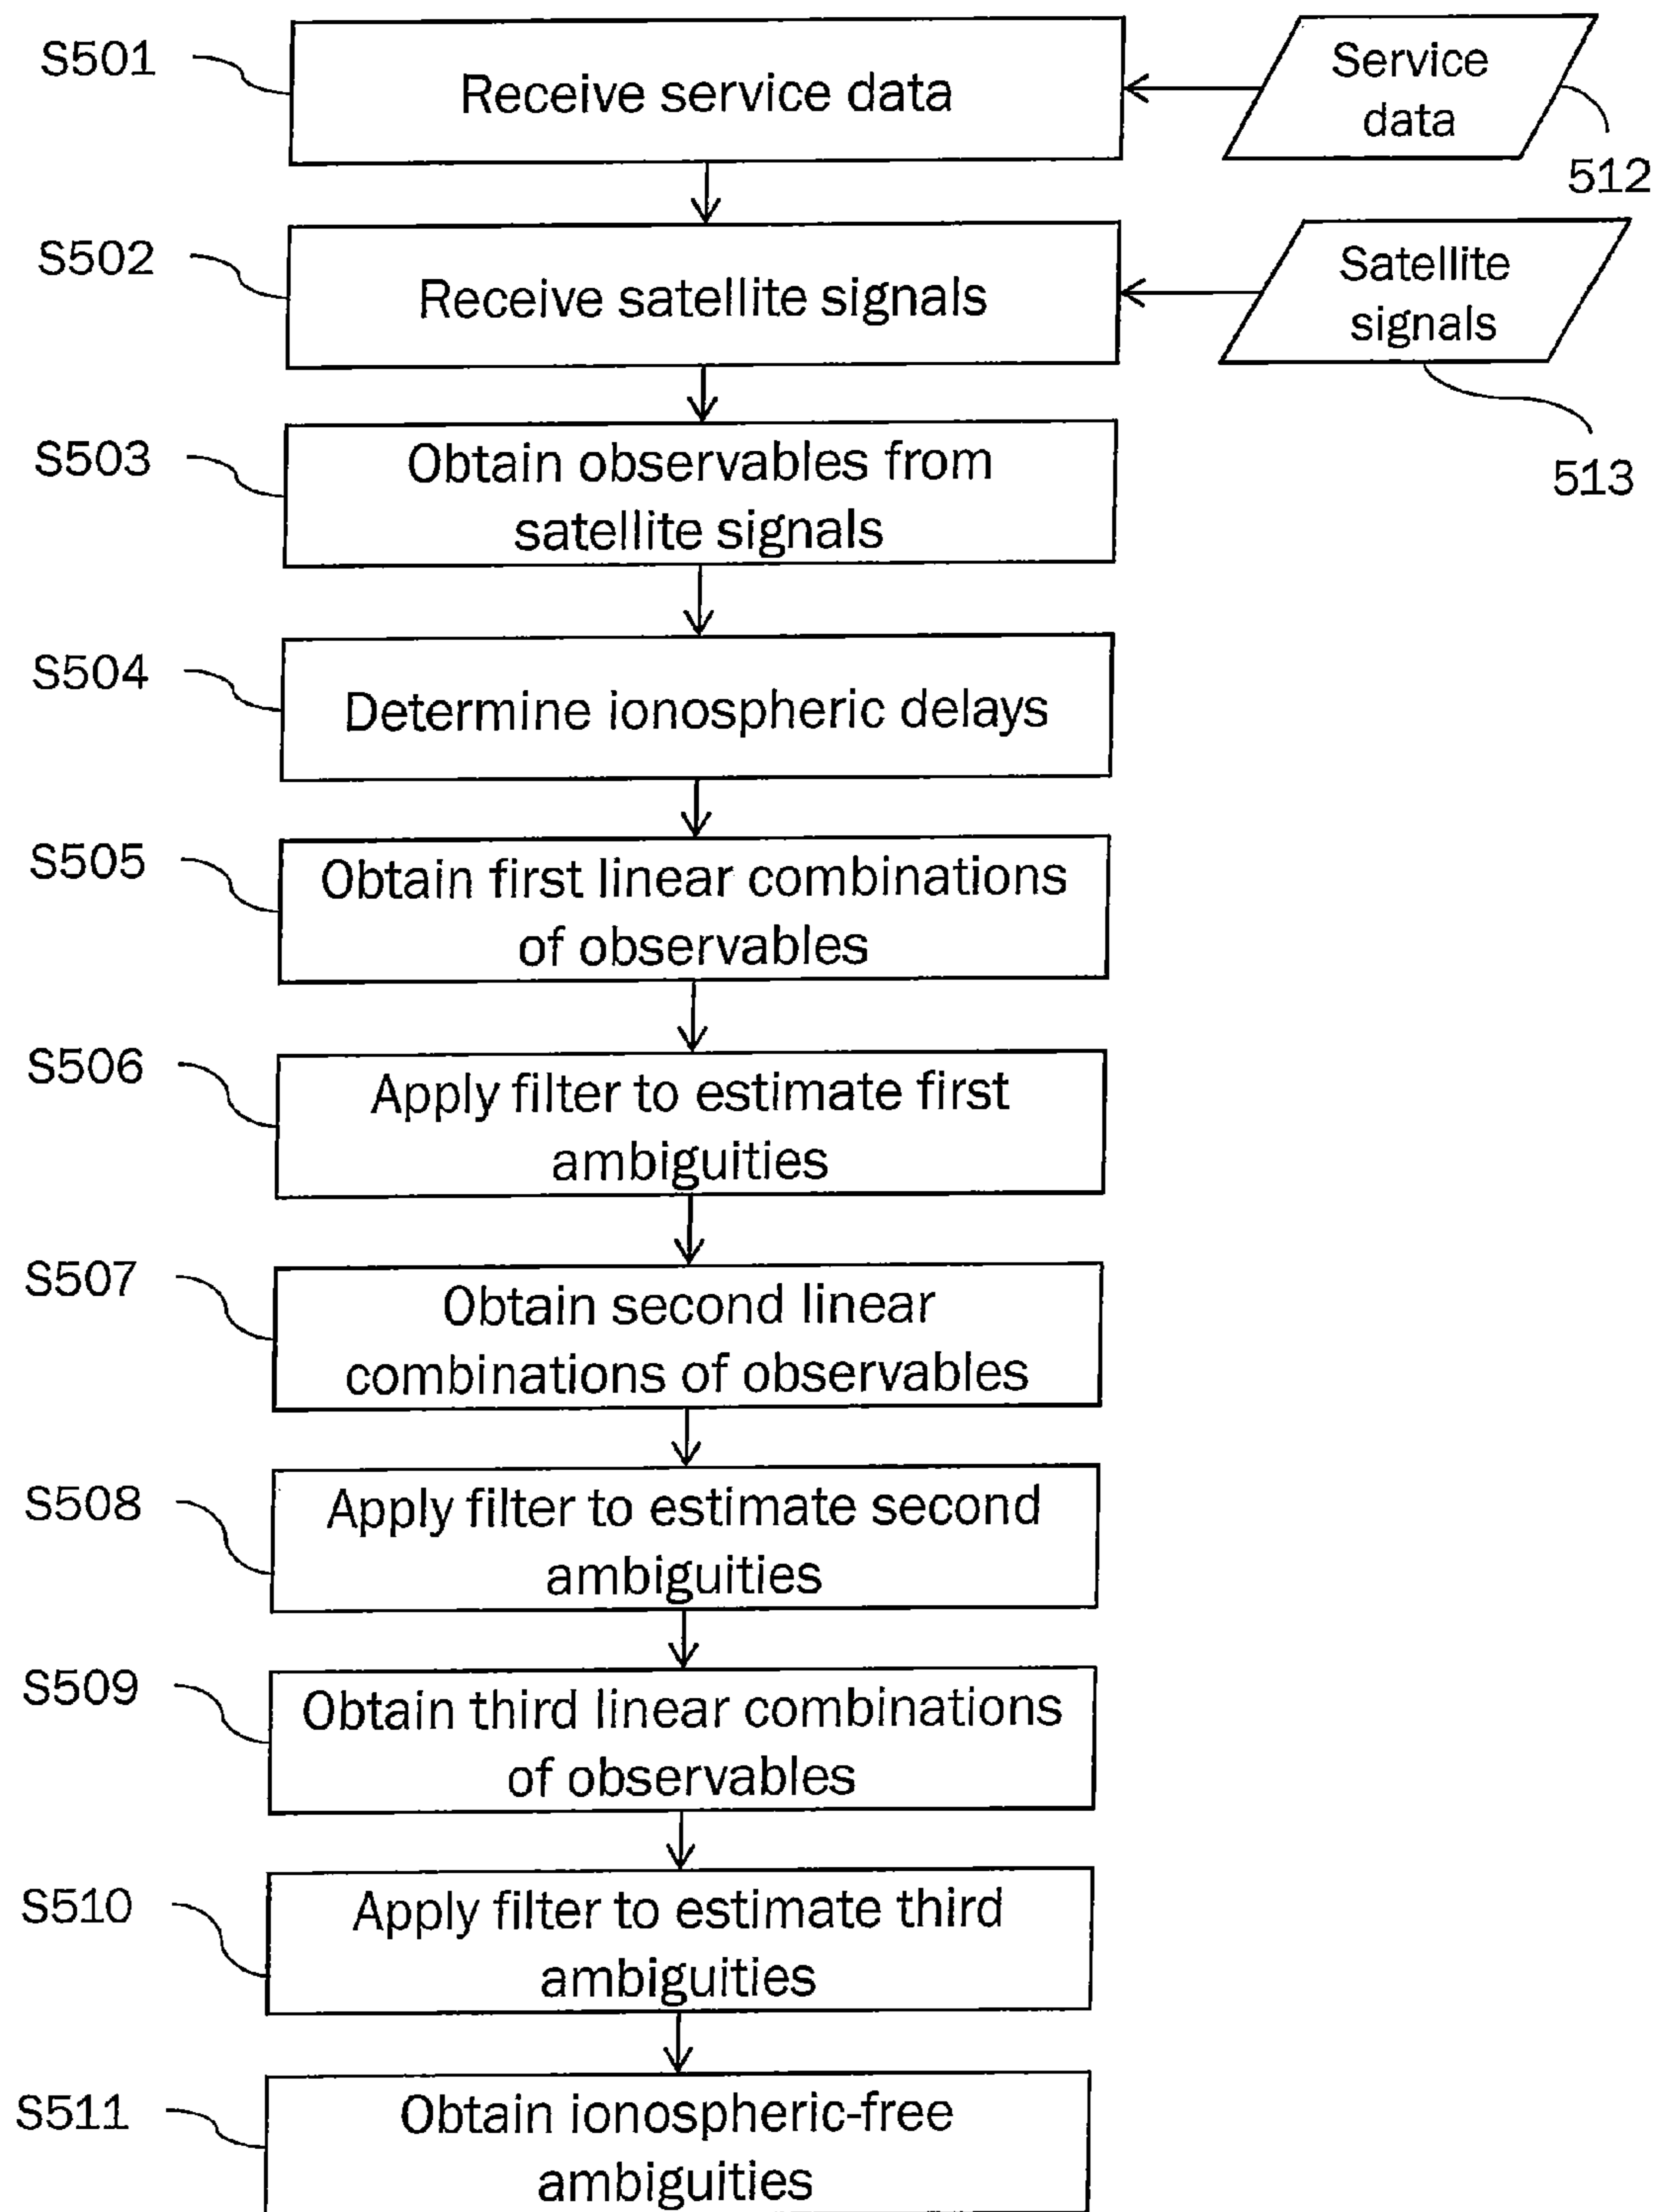 S501
Receive service data
Service
data
512
S502
Receive satellite signals
Satellite
signals
513
S503
Obtain observables from
satellite signals
S504
Determine ionospheric delays
S505
Obtain first linear combinations
of observables
S506
Apply filter to estimate first
ambiguities
S507
Obtain second linear
combinations of observables
S508
Apply filter to estimate second
ambiguities
S509
Obtain third linear combinations
of observables
S510
Apply filter to estimate third
ambiguities
S511
Obtain ionospheric-free
ambiguities